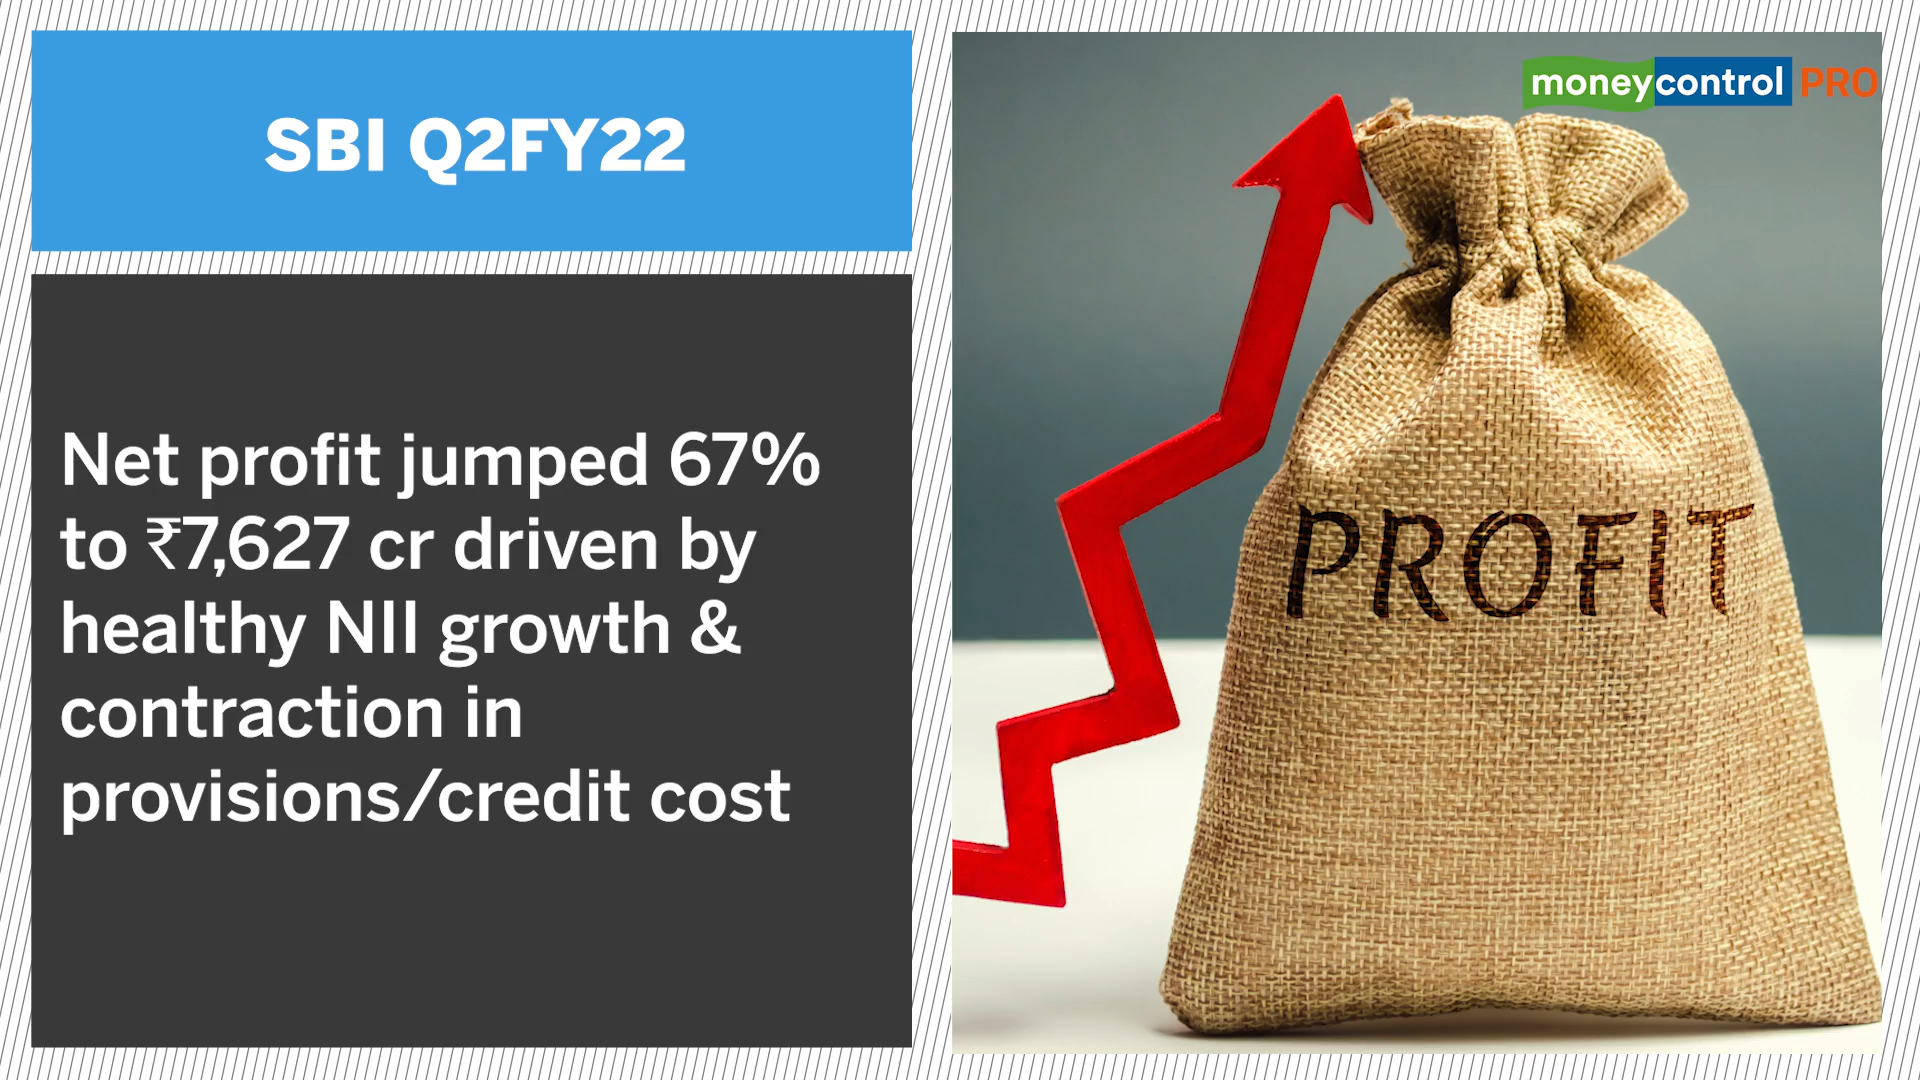 SBI Q2FY22
Net profit jumped 67%
to ₹7,627 cr driven by
healthy NII growth &
contraction in
provisions/credit cost
moneycontrol PRO
PROFIT